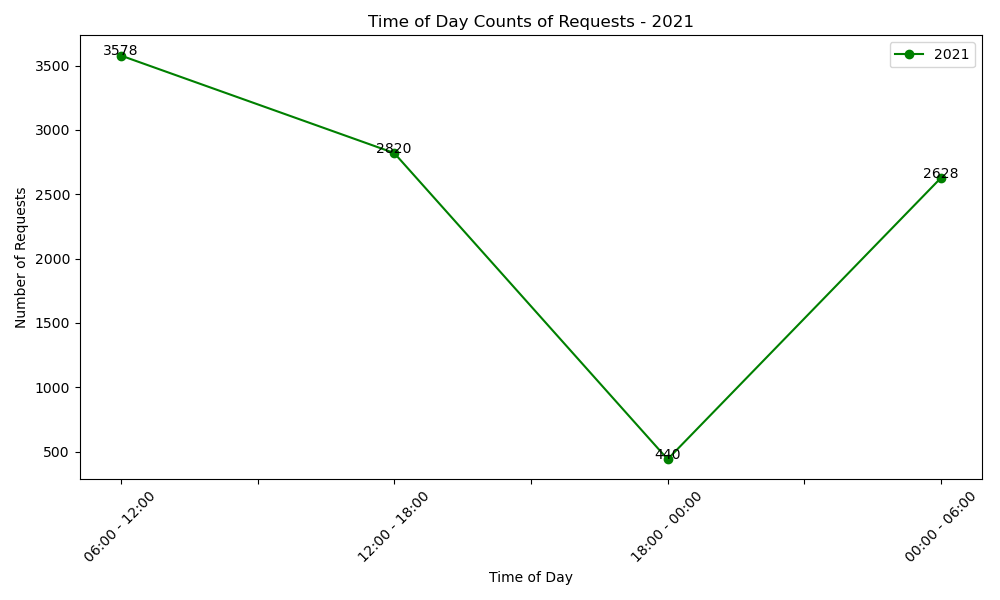 Time of Day Counts of Requests - 2021
2021
3578
2820
440
2628
3500
3000
2500
2000
1500
1000
500
Number of Requests
06:00 - 12:00
12:00 - 18:00
18:00 - 00:00
00:00 - 06:00
Time of Day